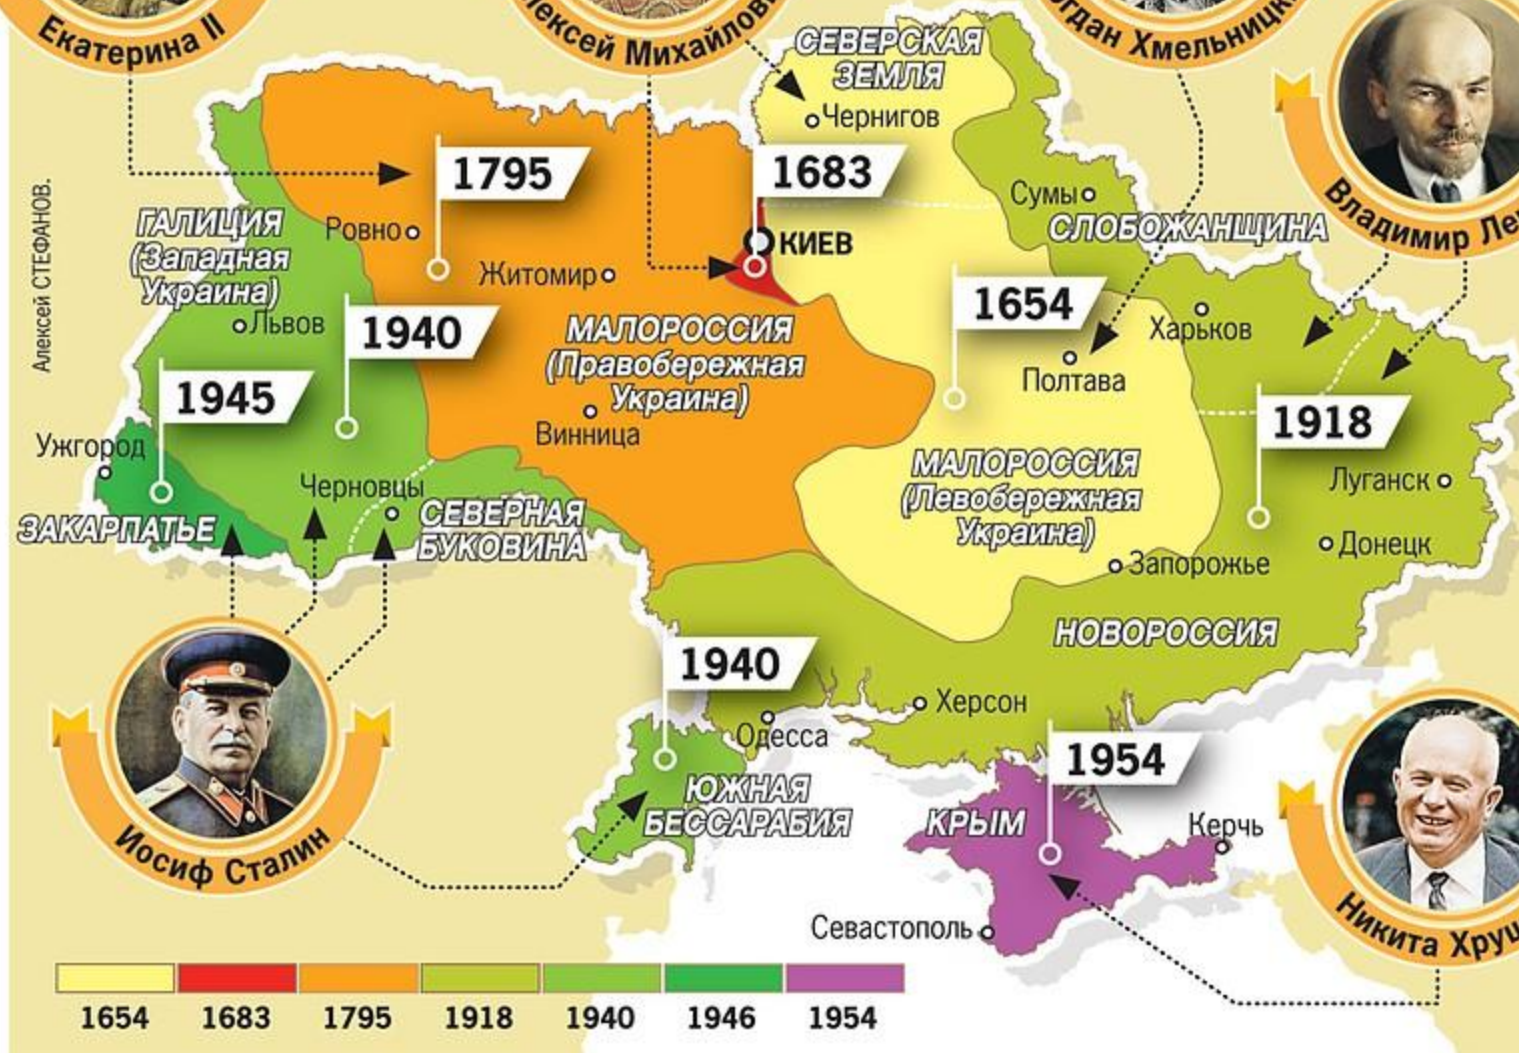 Екатерина II
лексей Михайлов
огдан Хмельницк
Владимир Ле
СЕВЕРСКАЯ
ЗЕМЛЯ
Чернигов
1795
1683
Сумы
СЛОБОЖАНЩИНА
ГАЛИЦИЯ
(Западная
Украина)
Ровно
КИЕВ
Житомир
Алексей СТЕФАНОВ.
Львов
1940
МАЛОРОССИЯ
(Правобережная
Украина)
1654
Харьков
Полтава
1945
Винница
1918
Ужгород
Черновцы
МАЛОРОССИЯ
(Левобережная
Украина)
Луганск
ЗАКАРПАТЬЕ
СЕВЕРНАЯ
БУКОВИНА
Донецк
Запорожье
НОВОРОССИЯ
1940
Херсон
Одесса
1954
ЮЖНАЯ
БЕССАРАБИЯ
КРЫМ
Керчь
Иосиф Сталин
Севастополь
Никита Хрущ
1654 1683 1795 1918 1940 1946 1954